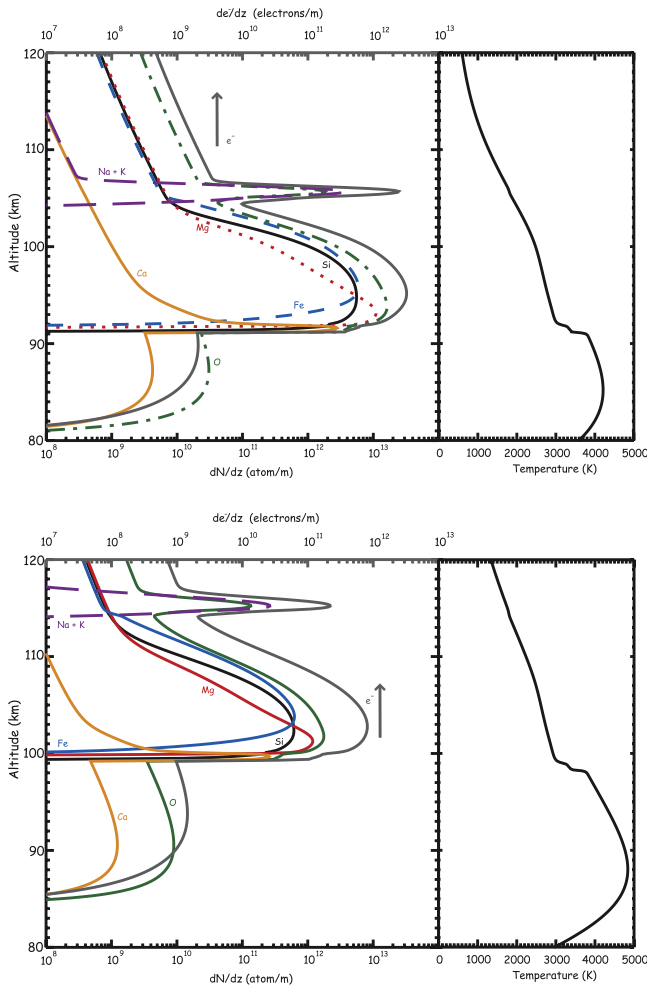 de⁻/dz (electrons/m)
10⁷ 10⁸ 10⁹ 10¹⁰ 10¹¹ 10¹² 10¹³
120
110
100
90
80
Altitude (km)
e⁻
Na + K
Mg
Ca
Si
Fe
O
10⁸ 10⁹ 10¹⁰ 10¹¹ 10¹² 10¹³
dN/dz (atom/m)
0 1000 2000 3000 4000 5000
Temperature (K)
de⁻/dz (electrons/m)
10⁷ 10⁸ 10⁹ 10¹⁰ 10¹¹ 10¹² 10¹³
120
110
100
90
80
Altitude (km)
Na + K
Mg
e⁻
Fe
Si
Ca
O
10⁸ 10⁹ 10¹⁰ 10¹¹ 10¹² 10¹³
dN/dz (atom/m)
0 1000 2000 3000 4000 5000
Temperature (K)